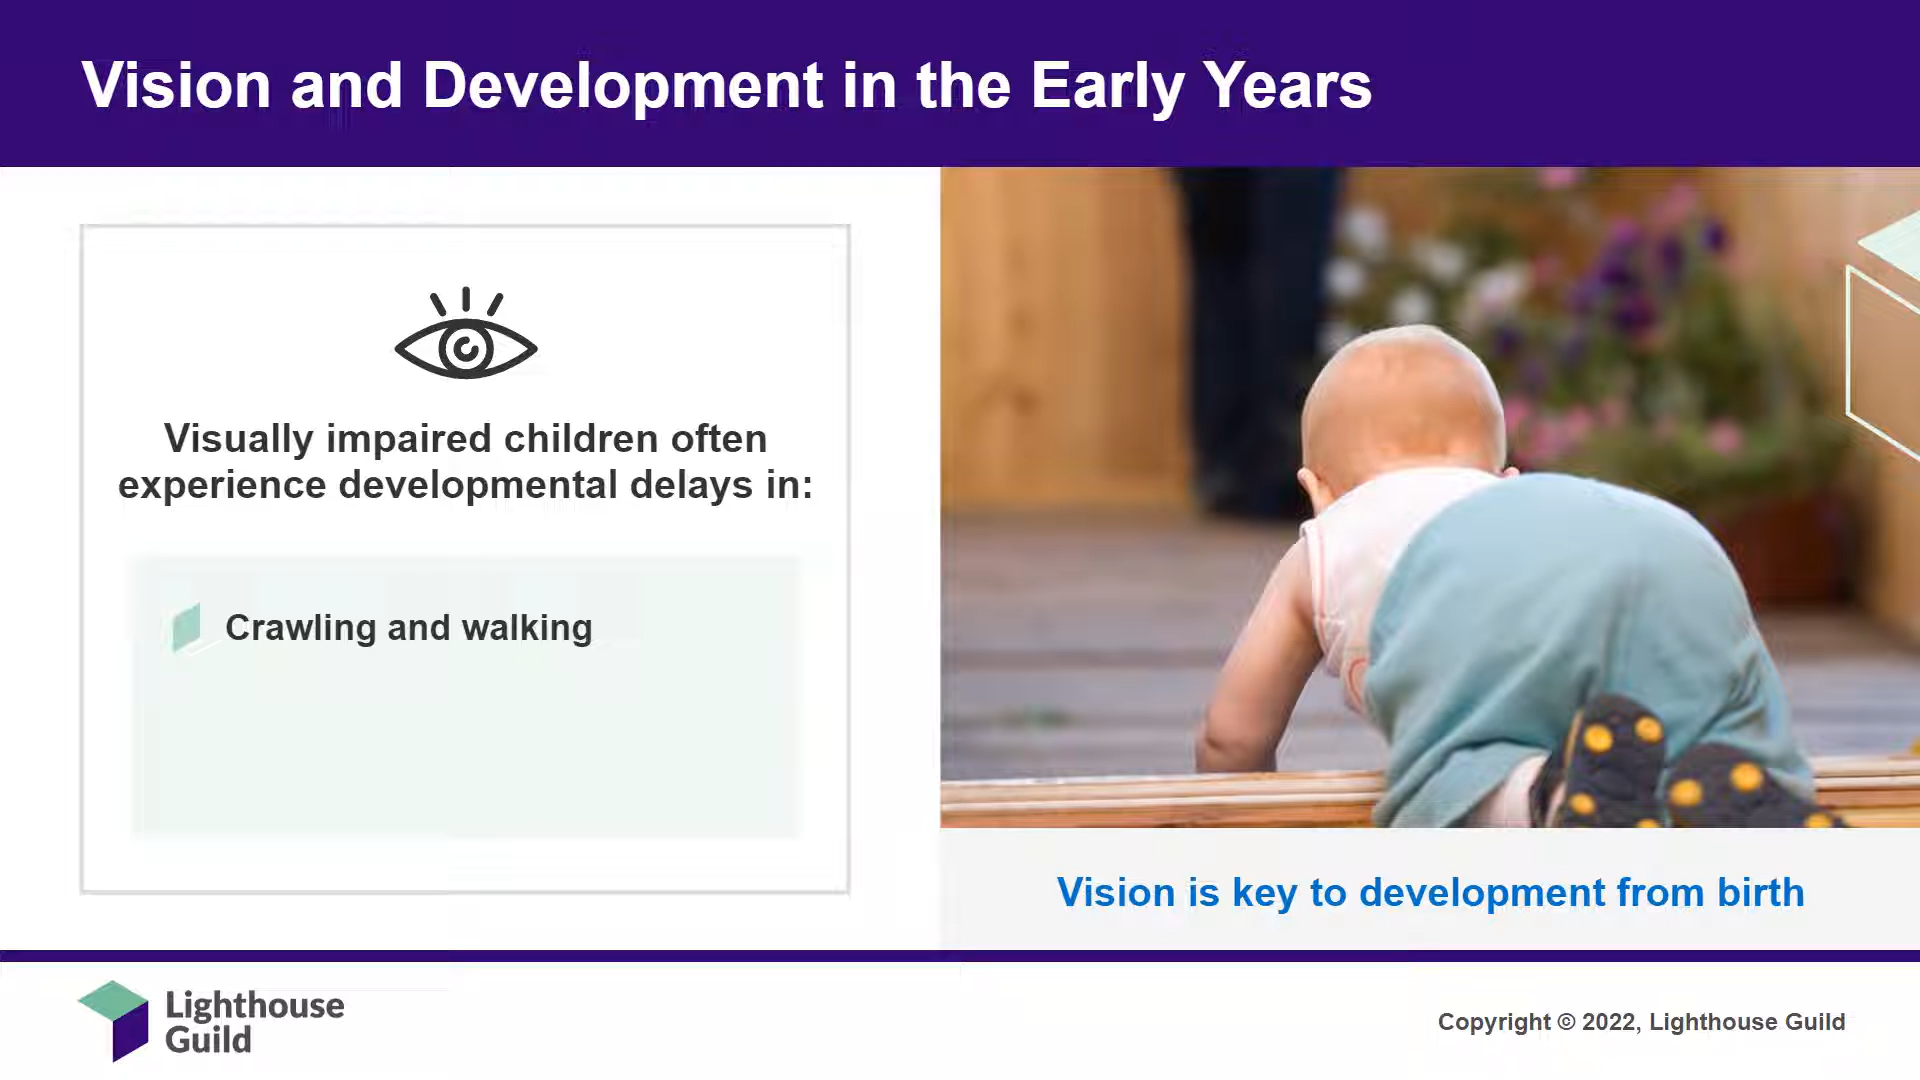 Vision and Development in the Early Years
Visually impaired children often
experience developmental delays in:
Crawling and walking
Vision is key to development from birth
Lighthouse
Guild
Copyright © 2022, Lighthouse Guild